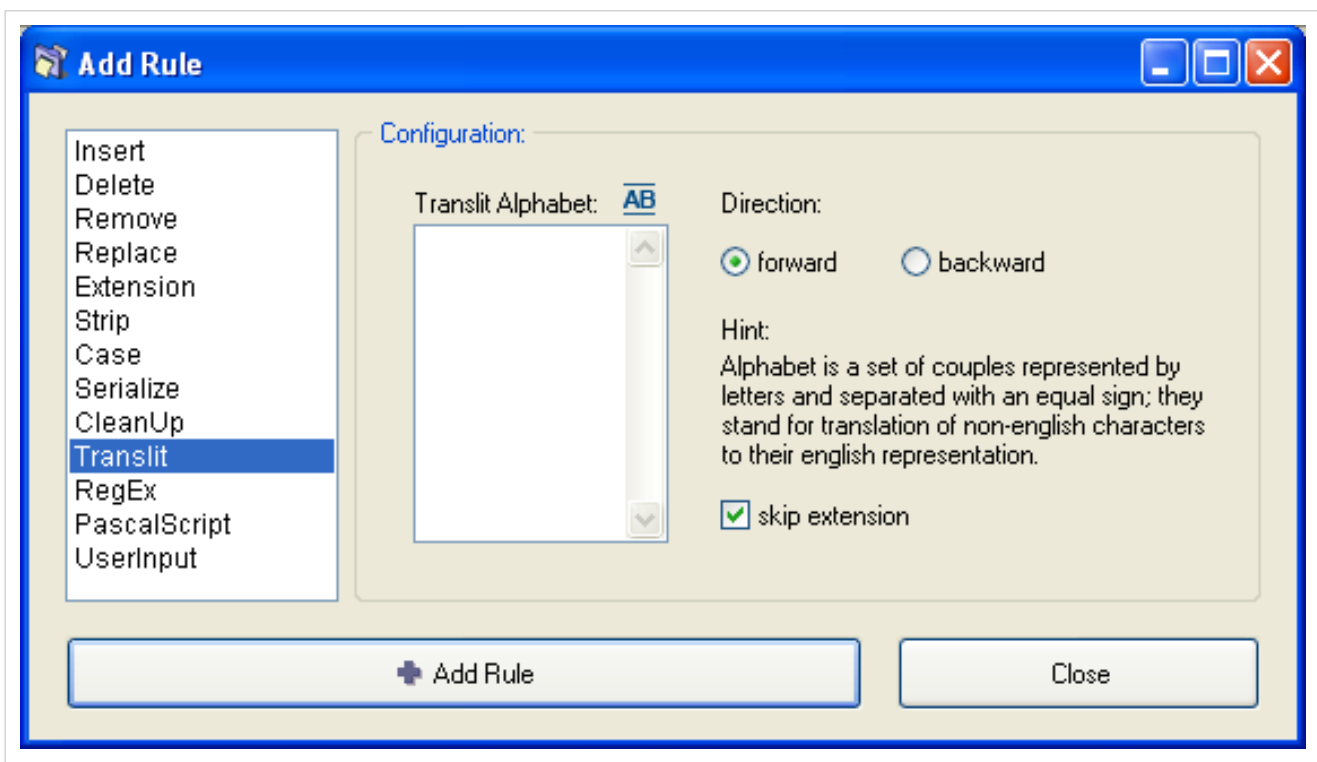 Add Rule
Insert
Delete
Remove
Replace
Extension
Strip
Case
Serialize
CleanUp
Translit
RegEx
PascalScript
UserInput
Configuration:
Translit Alphabet: AB
Direction:
forward backward
Hint:
Alphabet is a set of couples represented by
letters and separated with an equal sign; they
stand for translation of non-english characters
to their english representation.
skip extension
Add Rule
Close